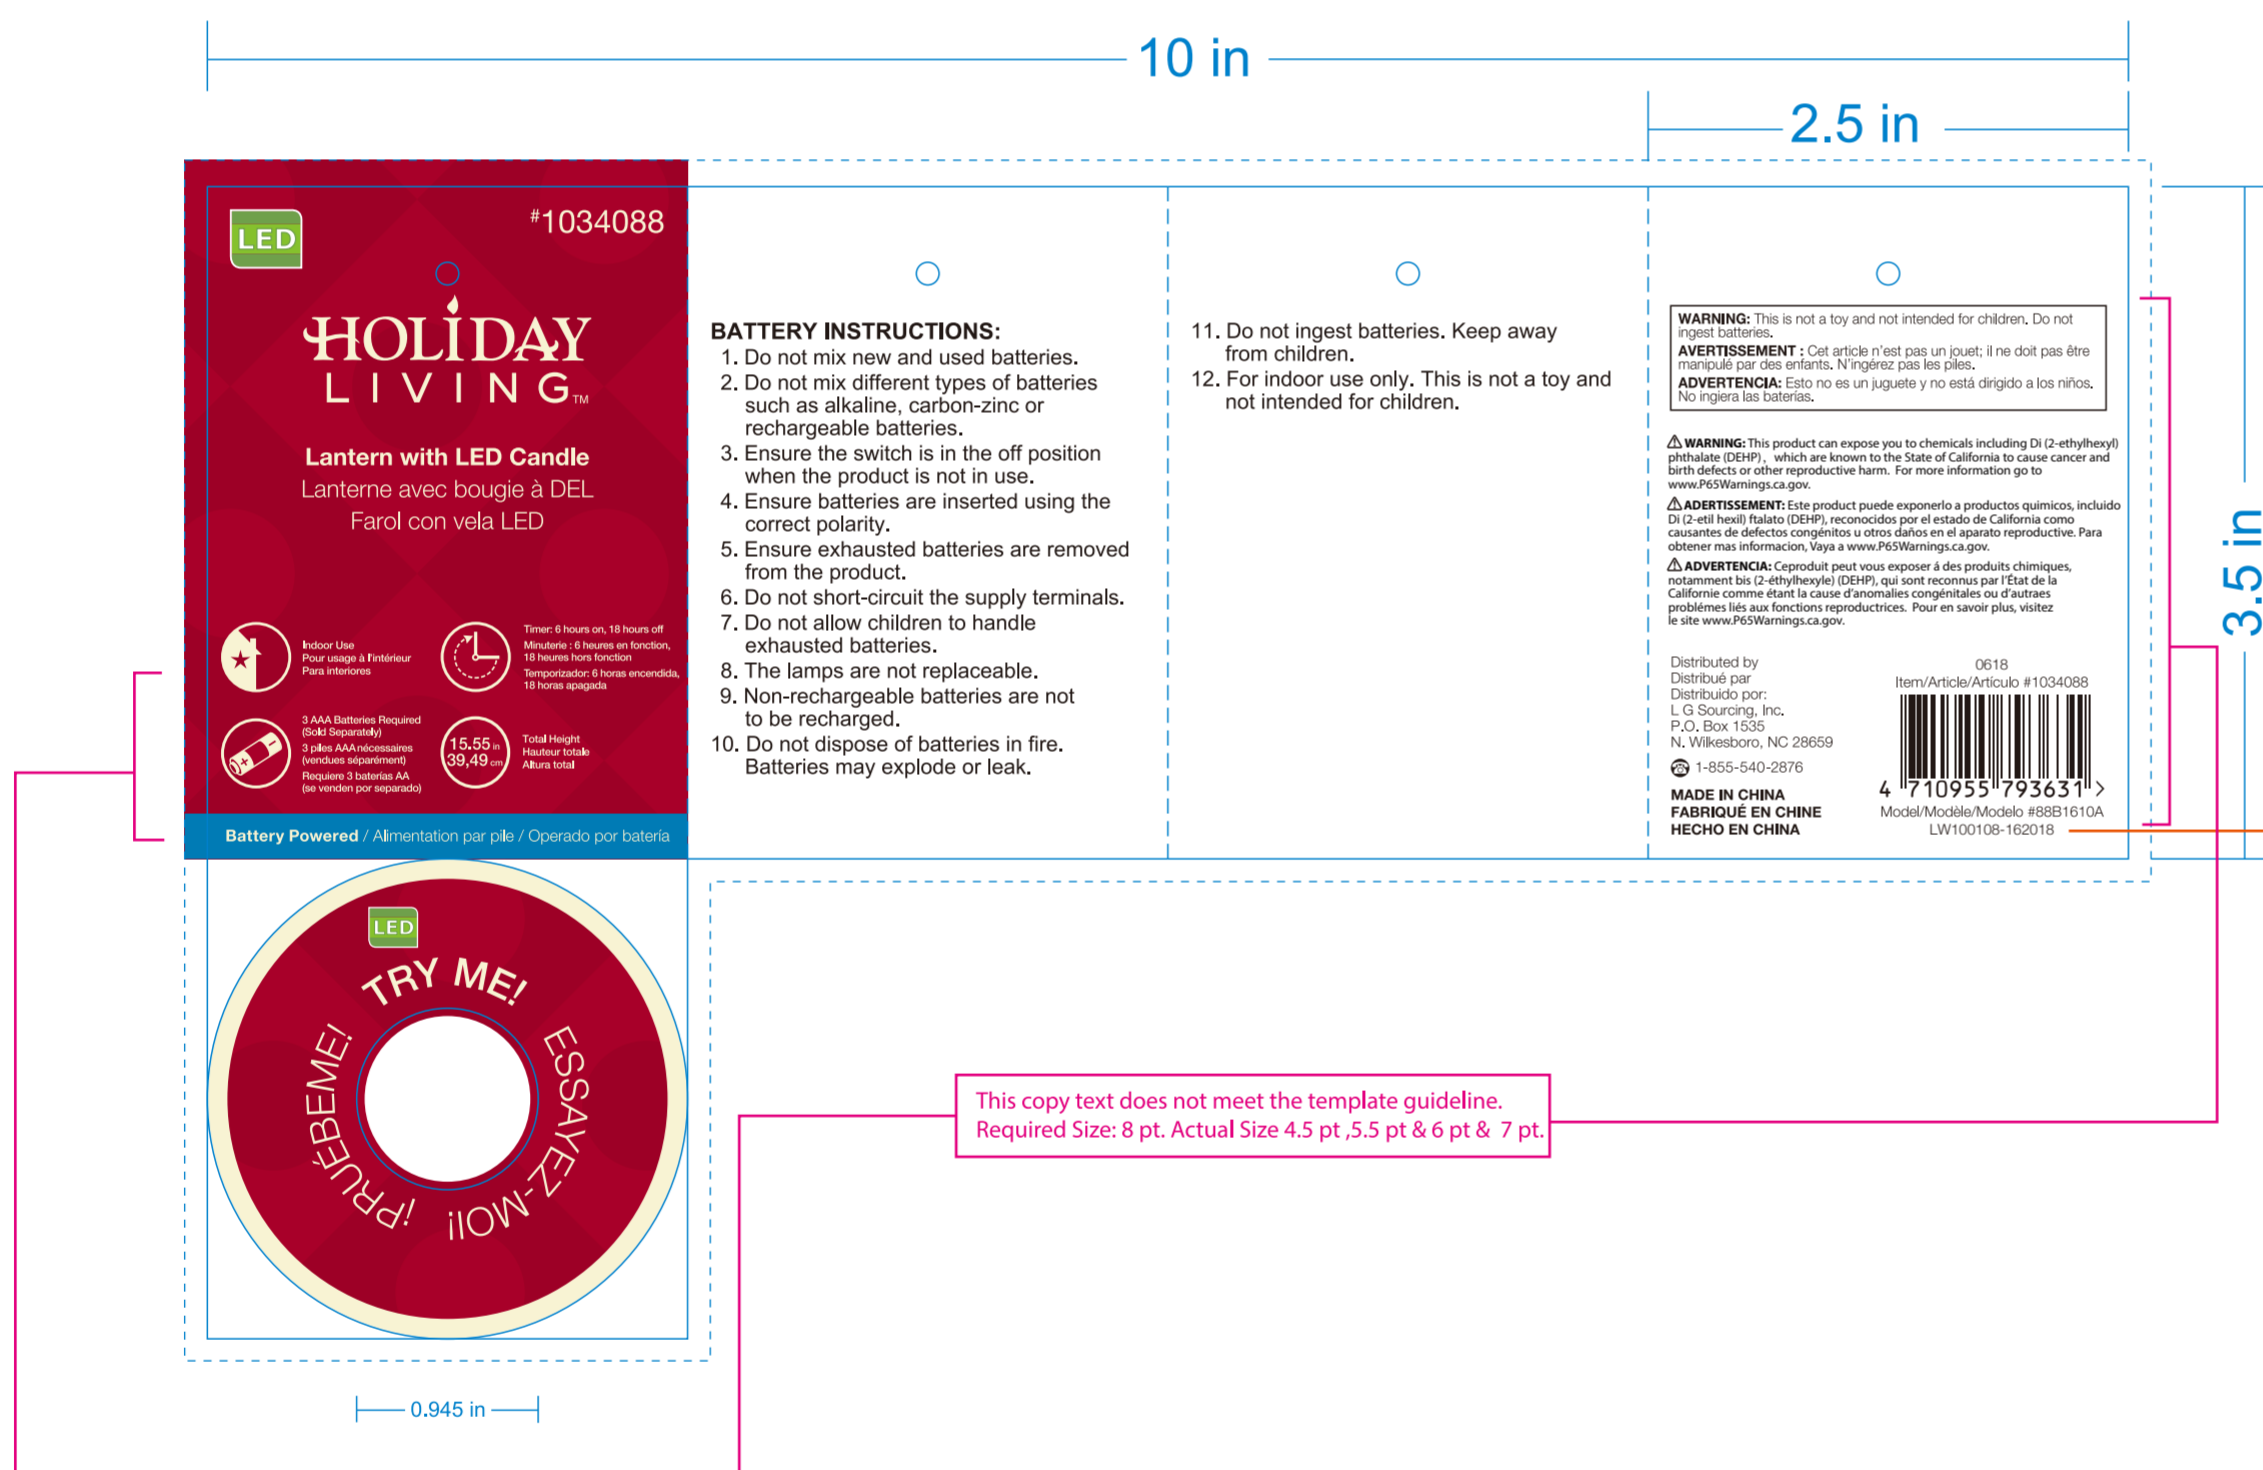 10 in
2.5 in
3.5 in
LED
#1034088
HOLIDAY
LIVING™
Lantern with LED Candle
Lanterne avec bougie à DEL
Farol con vela LED
Indoor Use
Pour usage à l'intérieur
Para interiores
Timer: 6 hours on, 18 hours off
Minuterie : 6 heures en fonction,
18 heures hors fonction
Temporizador: 6 horas encendida,
18 horas apagada
3 AAA Batteries Required
(Sold Separately)
3 piles AAA nécessaires
(vendues séparément)
Requiere 3 baterías AA
(se venden por separado)
15.55 in
39,49 cm
Total Height
Hauteur totale
Altura total
Battery Powered / Alimentation par pile / Operado por batería
BATTERY INSTRUCTIONS:
1. Do not mix new and used batteries.
2. Do not mix different types of batteries
such as alkaline, carbon-zinc or
rechargeable batteries.
3. Ensure the switch is in the off position
when the product is not in use.
4. Ensure batteries are inserted using the
correct polarity.
5. Ensure exhausted batteries are removed
from the product.
6. Do not short-circuit the supply terminals.
7. Do not allow children to handle
exhausted batteries.
8. The lamps are not replaceable.
9. Non-rechargeable batteries are not
to be recharged.
10. Do not dispose of batteries in fire.
Batteries may explode or leak.
11. Do not ingest batteries. Keep away
from children.
12. For indoor use only. This is not a toy and
not intended for children.
WARNING: This is not a toy and not intended for children. Do not
ingest batteries.
AVERTISSEMENT : Cet article n'est pas un jouet; il ne doit pas être
manipulé par des enfants. N'ingérez pas les piles.
ADVERTENCIA: Esto no es un juguete y no está dirigido a los niños.
No ingiera las baterías.
⚠ WARNING: This product can expose you to chemicals including Di (2-ethylhexyl)
phthalate (DEHP), which are known to the State of California to cause cancer and
birth defects or other reproductive harm. For more information go to
www.P65Warnings.ca.gov.
⚠ ADERTISSEMENT: Este product puede exponerlo a productos quimicos, incluido
Di (2-etil hexil) ftalato (DEHP), reconocidos por el estado de California como
causantes de defectos congénitos u otros daños en el aparato reproductive. Para
obtener mas informacion, Vaya a www.P65Warnings.ca.gov.
⚠ ADVERTENCIA: Ceproduit peut vous exposer á des produits chimiques,
notamment bis (2-éthylhexyle) (DEHP), qui sont reconnus par l'État de la
Californie comme étant la cause d'anomalies congénitales ou d'autraes
problémes liés aux fonctions reproductrices. Pour en savoir plus, visitez
le site www.P65Warnings.ca.gov.
Distributed by
Distribué par
Distribuido por:
L G Sourcing, Inc.
P.O. Box 1535
N. Wilkesboro, NC 28659
☎ 1-855-540-2876
MADE IN CHINA
FABRIQUÉ EN CHINE
HECHO EN CHINA
0618
Item/Article/Artículo #1034088
4 710955 793631 >
Model/Modèle/Modelo #88B1610A
LW100108-162018
LED
TRY ME!
ESSAYEZ-MOI!
¡PRUÉBEME!
0.945 in
This copy text does not meet the template guideline.
Required Size: 8 pt. Actual Size 4.5 pt ,5.5 pt & 6 pt & 7 pt.